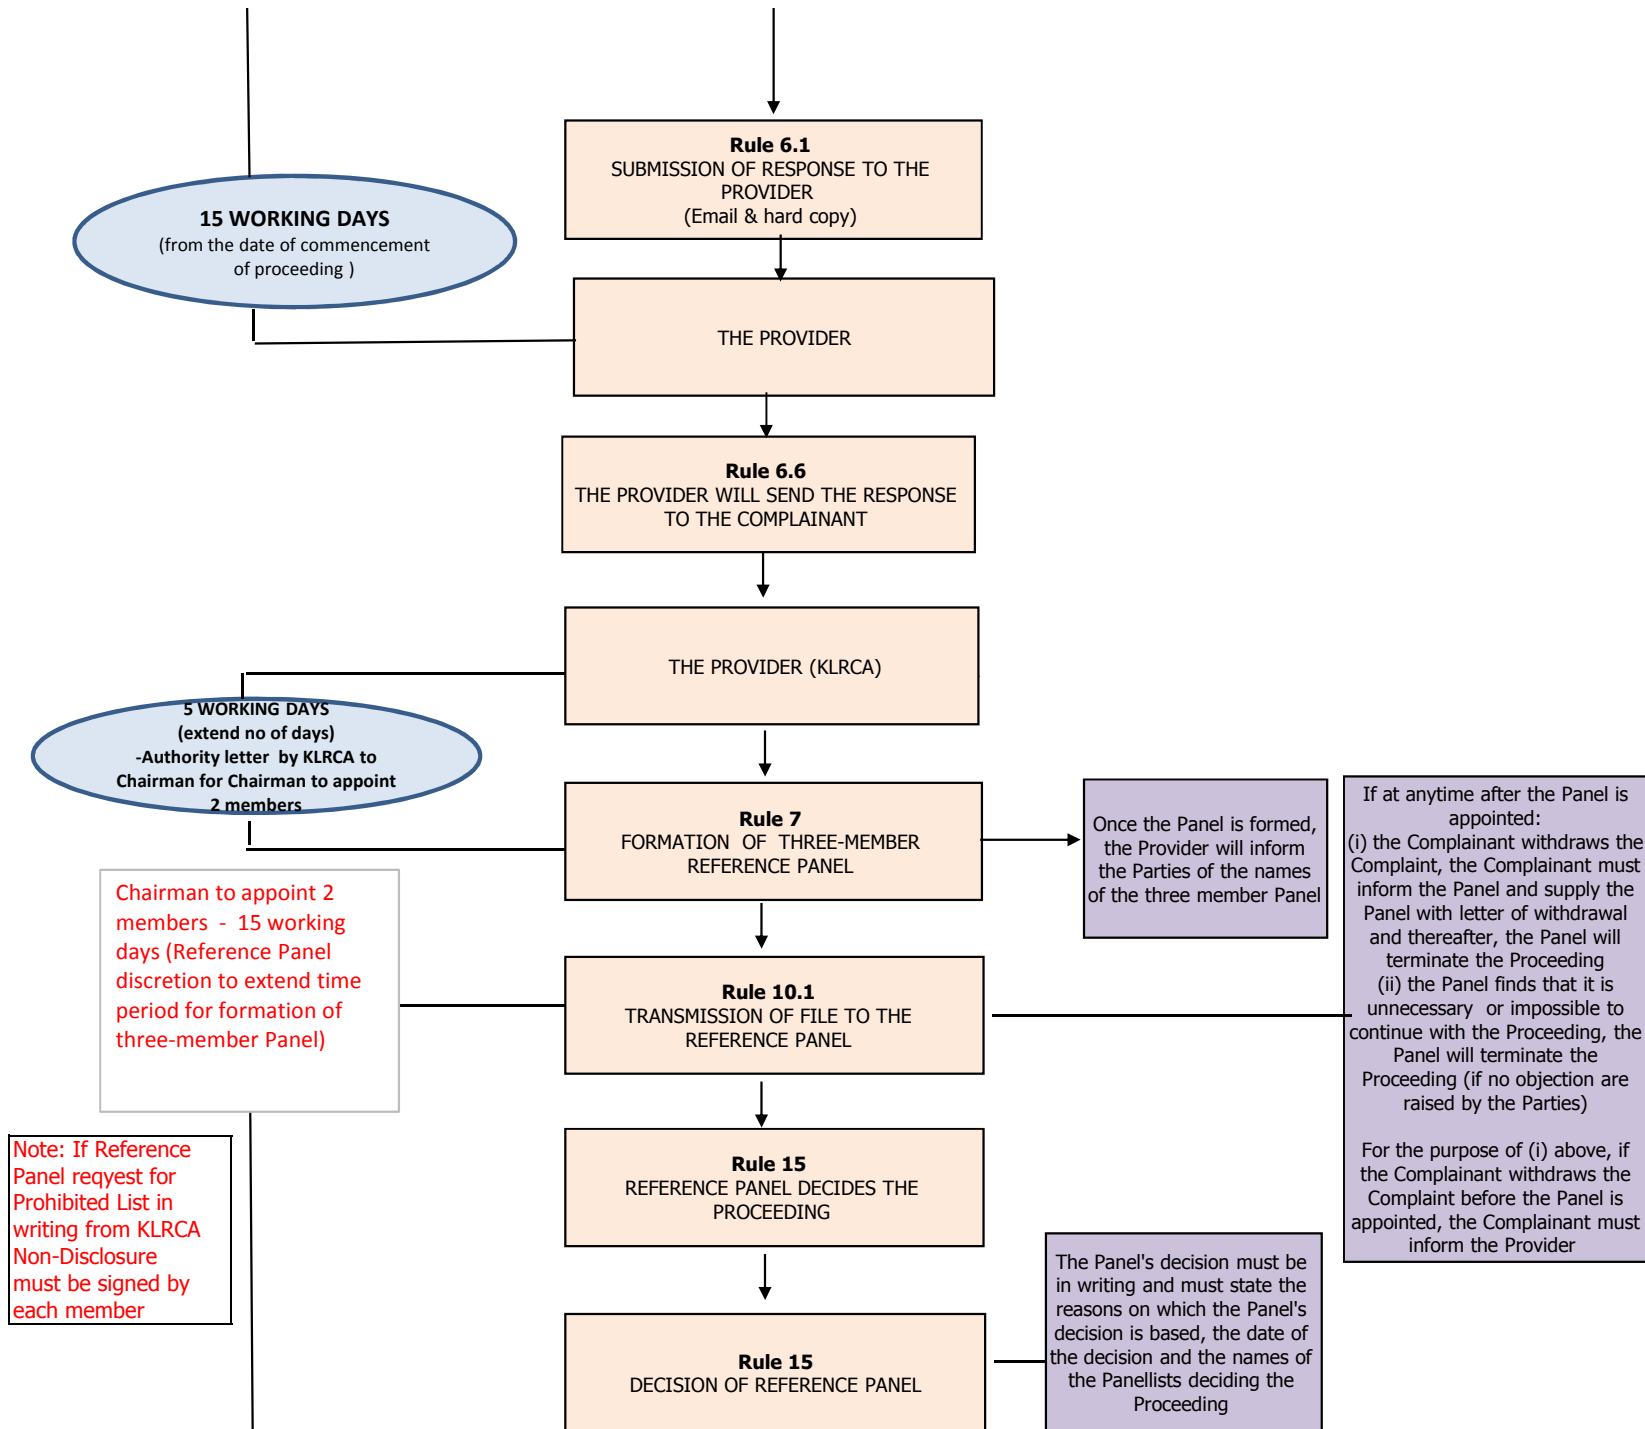 Rule 6.1
SUBMISSION OF RESPONSE TO THE
PROVIDER
(Email & hard copy)
15 WORKING DAYS
(from the date of commencement
of proceeding )
THE PROVIDER
Rule 6.6
THE PROVIDER WILL SEND THE RESPONSE
TO THE COMPLAINANT
THE PROVIDER (KLRCA)
5 WORKING DAYS
(extend no of days)
-Authority letter by KLRCA to
Chairman for Chairman to appoint
2 members
Rule 7
FORMATION OF THREE-MEMBER
REFERENCE PANEL
Once the Panel is formed,
the Provider will inform
the Parties of the names
of the three member Panel
If at anytime after the Panel is
appointed:
(i) the Complainant withdraws the
Complaint, the Complainant must
inform the Panel and supply the
Panel with letter of withdrawal
and thereafter, the Panel will
terminate the Proceeding
(ii) the Panel finds that it is
unnecessary or impossible to
continue with the Proceeding, the
Panel will terminate the
Proceeding (if no objection are
raised by the Parties)
For the purpose of (i) above, if
the Complainant withdraws the
Complaint before the Panel is
appointed, the Complainant must
inform the Provider
Chairman to appoint 2
members - 15 working
days (Reference Panel
discretion to extend time
period for formation of
three-member Panel)
Rule 10.1
TRANSMISSION OF FILE TO THE
REFERENCE PANEL
Note: If Reference
Panel reqyest for
Prohibited List in
writing from KLRCA
Non-Disclosure
must be signed by
each member
Rule 15
REFERENCE PANEL DECIDES THE
PROCEEDING
Rule 15
DECISION OF REFERENCE PANEL
The Panel's decision must be
in writing and must state the
reasons on which the Panel's
decision is based, the date of
the decision and the names of
the Panellists deciding the
Proceeding